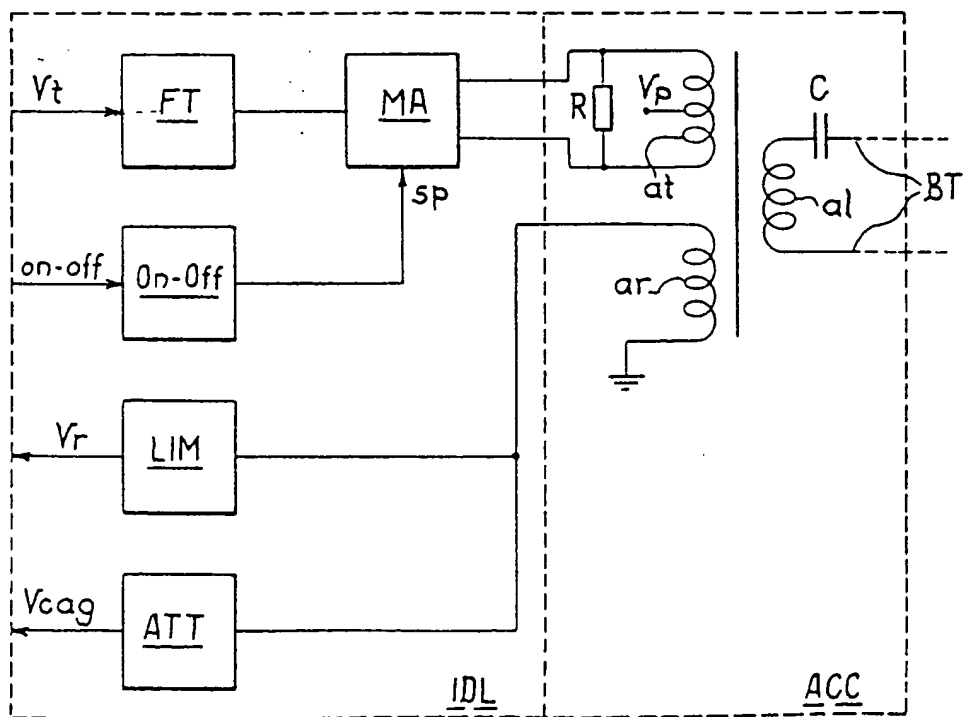 Vt
FT
MA
R
Vp
at
C
al
BT
sp
on-off
On-Off
ar
Vr
LIM
Vcag
ATT
IDL
ACC